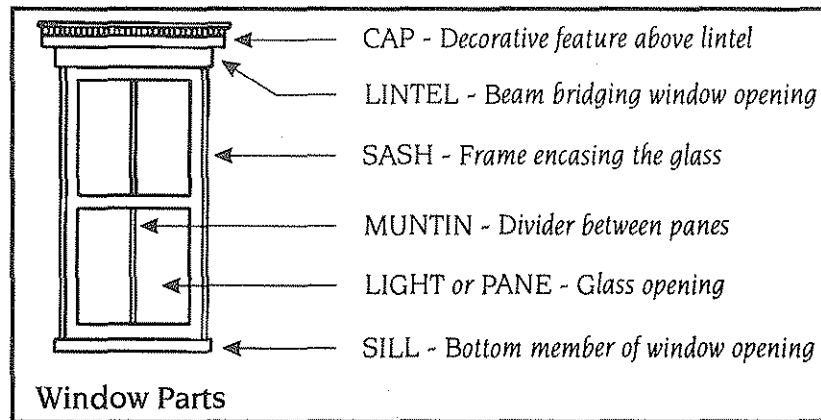 CAP - Decorative feature above lintel
LINTEL - Beam bridging window opening
SASH - Frame encasing the glass
MUNTIN - Divider between panes
LIGHT or PANE - Glass opening
SILL - Bottom member of window opening
Window Parts